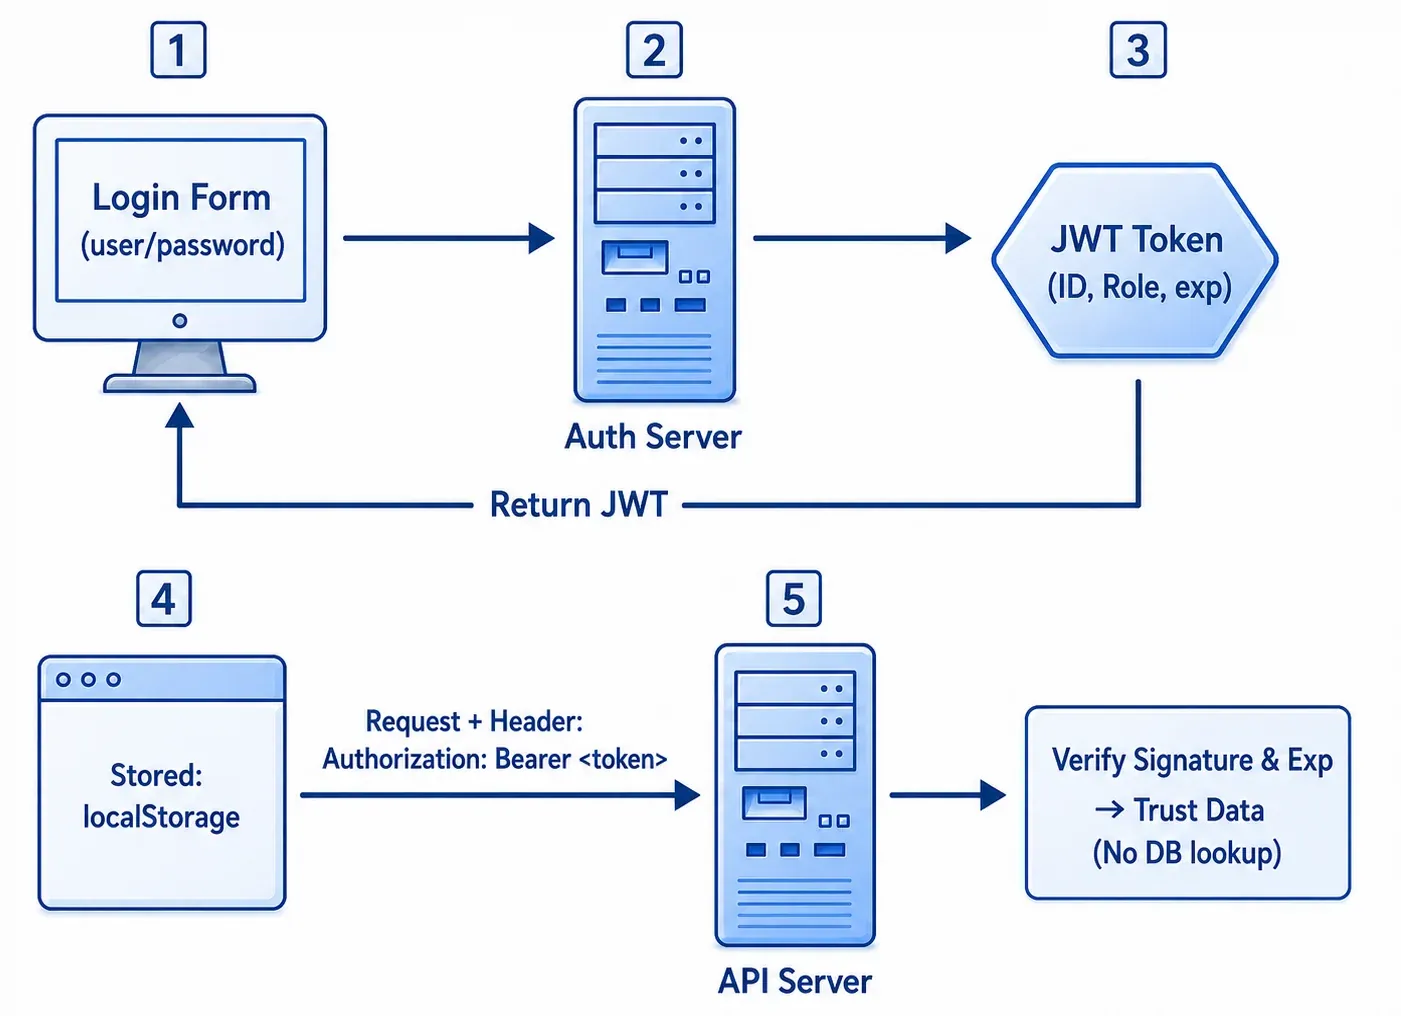 1
2
3
Login Form
(user/password)
JWT Token
(ID, Role, exp)
Auth Server
Return JWT
4
5
Stored:
localStorage
Request + Header:
Authorization: Bearer <token>
Verify Signature & Exp
→ Trust Data
(No DB lookup)
API Server